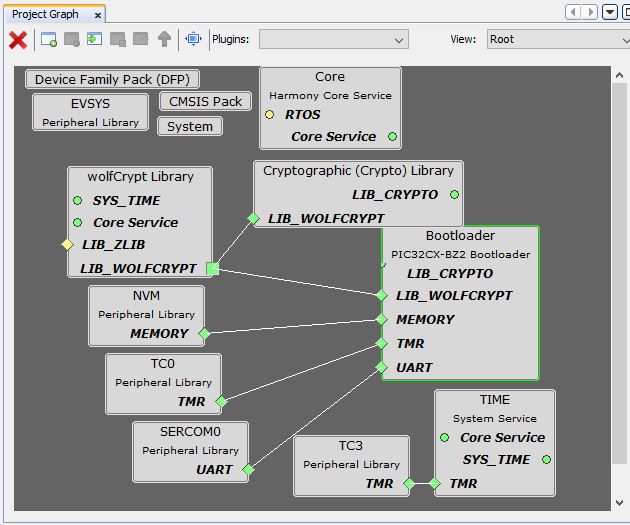 Project Graph
Plugins:
View: Root
Device Family Pack (DFP)
EVSYS
Peripheral Library
CMSIS Pack
System
Core
Harmony Core Service
RTOS
Core Service
wolfCrypt Library
SYS_TIME
Core Service
LIB_ZLIB
LIB_WOLFCRYPT
Cryptographic (Crypto) Library
LIB_CRYPTO
LIB_WOLFCRYPT
Bootloader
PIC32CX-BZ2 Bootloader
LIB_CRYPTO
LIB_WOLFCRYPT
MEMORY
TMR
UART
NVM
Peripheral Library
MEMORY
TC0
Peripheral Library
TMR
SERCOM0
Peripheral Library
UART
TC3
Peripheral Library
TMR
TIME
System Service
Core Service
SYS_TIME
TMR